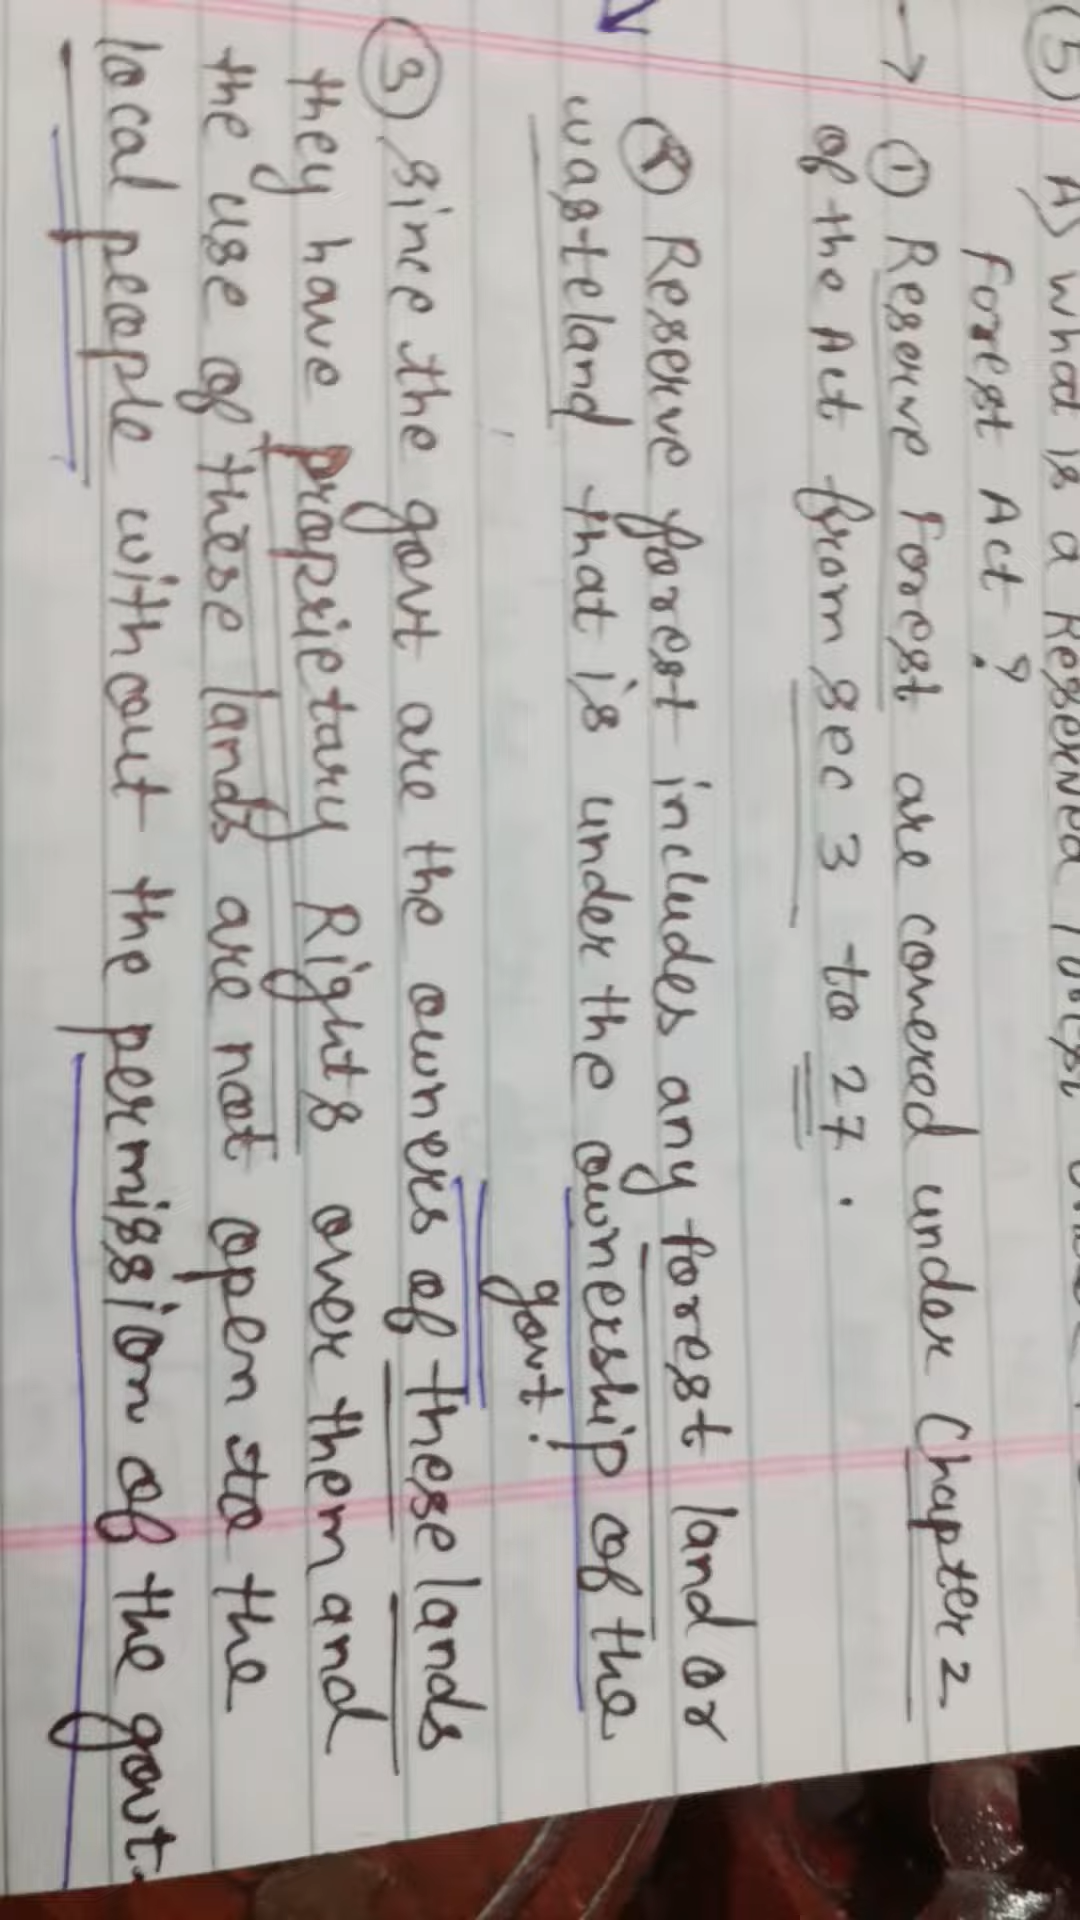 (5) A) What is a Reserved Forest
Forest Act ?
→ (1) Reserve Forest are covered under Chapter 2
of the Act from sec 3 to 27 .
Reserve forest includes any forest land or
wasteland that is under the ownership of the
govt.
(3) Since the govt are the owners of these lands
they have proprietary Rights over them and
the use of these lands are not open to the
local people without the permission of the govt.